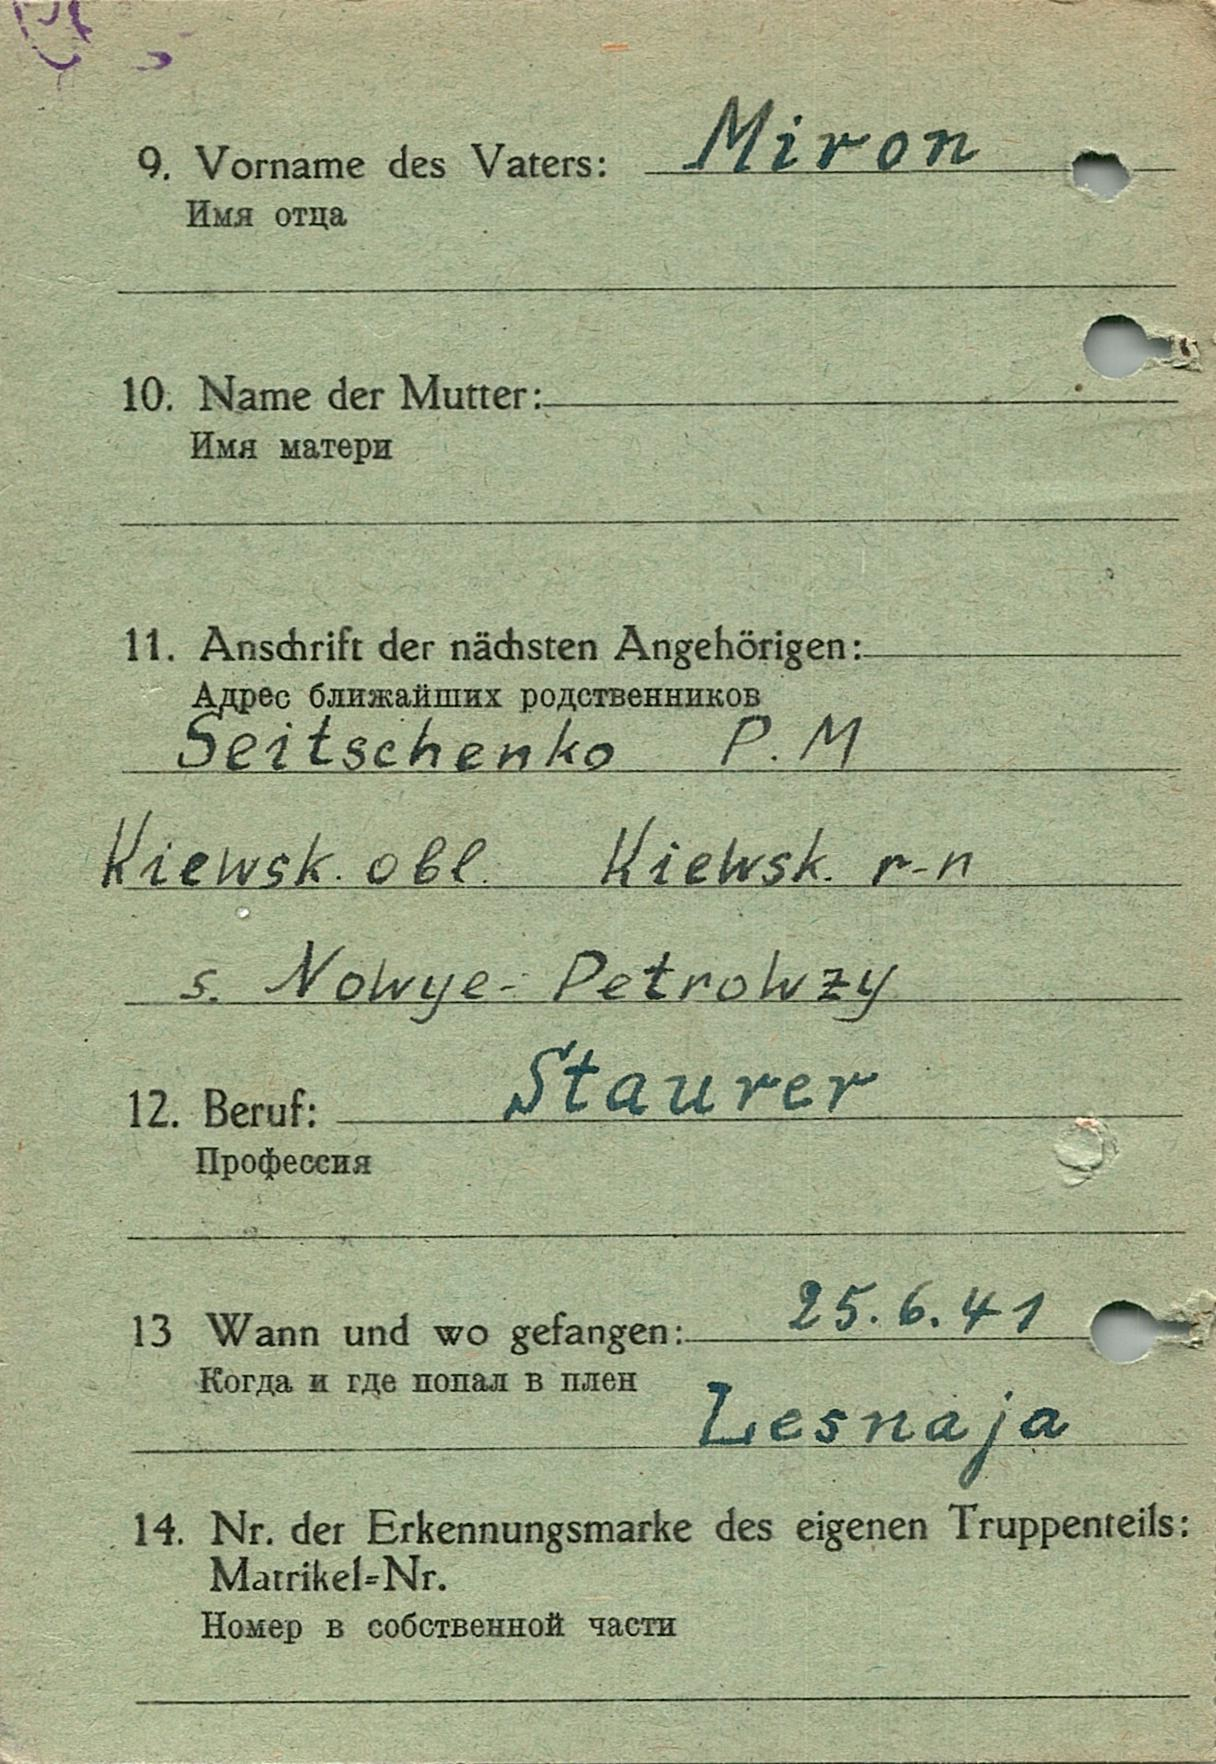 9. Vorname des Vaters: Miron
Имя отца
10. Name der Mutter:
Имя матери
11. Anschrift der nächsten Angehörigen:
Адрес ближайших родственников
Seitschenko P. M
Kiewsk. obl. Kiewsk. r-n
s. Nowye- Petrowzy
12. Beruf: Staurer
Профессия
13 Wann und wo gefangen: 25.6.41
Когда и где попал в плен
Lesnaja
14. Nr. der Erkennungsmarke des eigenen Truppenteils:
Matrikel=Nr.
Номер в собственной части